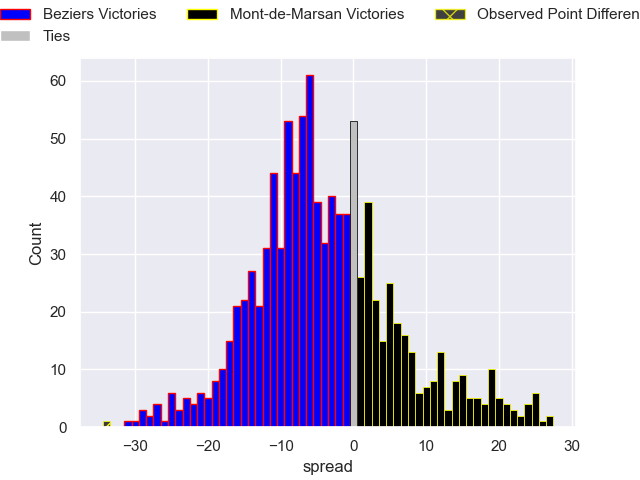 Beziers Victories
Mont-de-Marsan Victories
Observed Point Differen
Ties
60
50
40
30
20
10
0
Count
−30
−20
−10
0
10
20
30
spread